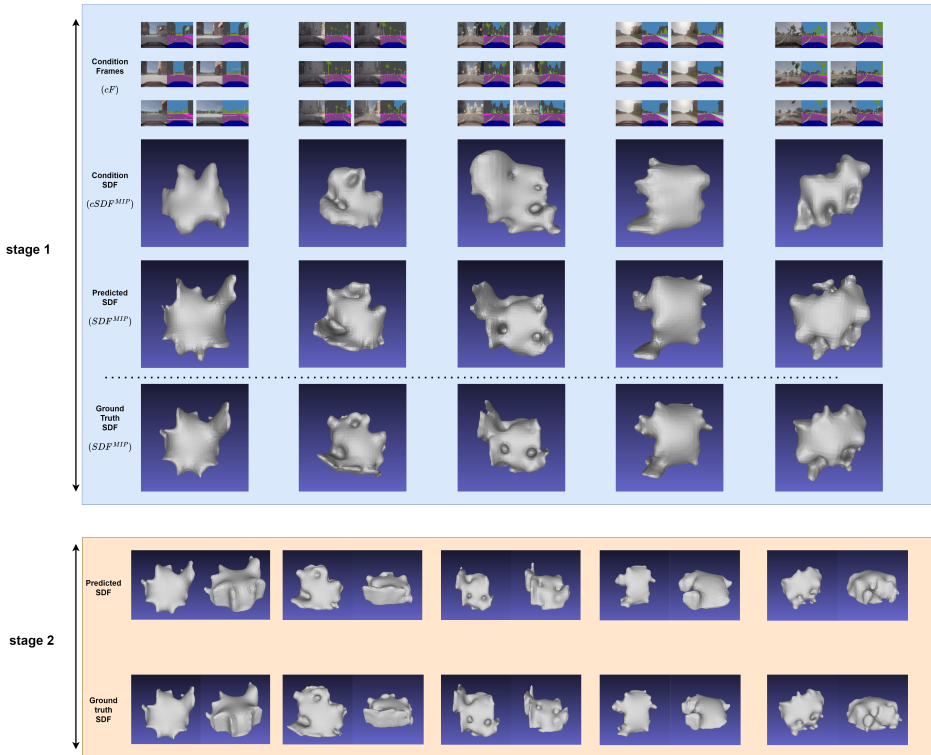 Condition
Frames
(cF)
Condition
SDF
(cSDF^{MIP})
stage 1
Predicted
SDF
(SDF^{MIP})
Ground
Truth
SDF
(SDF^{MIP})
Predicted
SDF
stage 2
Ground
truth
SDF